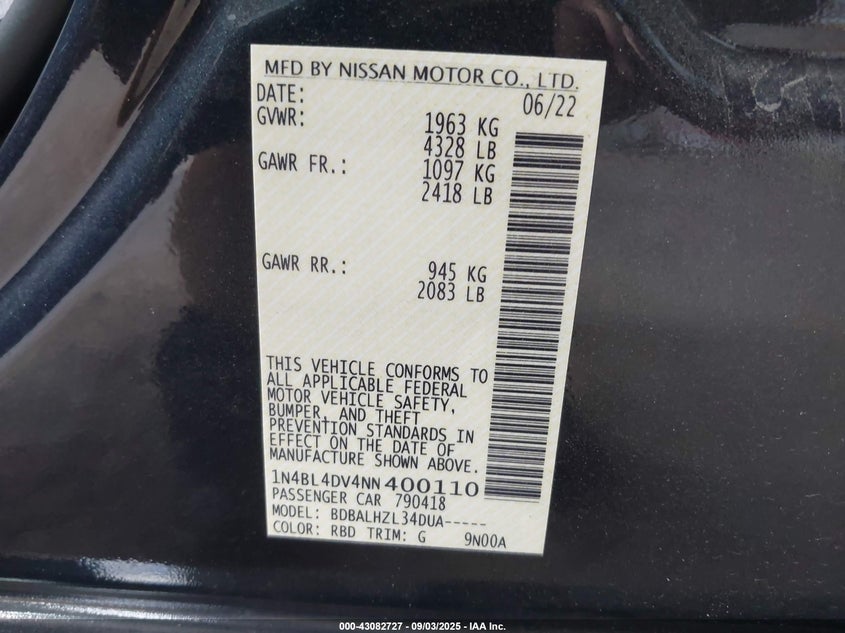 MFD BY NISSAN MOTOR CO., LTD.
DATE: 06/22
GVWR: 1963 KG
4328 LB
GAWR FR.: 1097 KG
2418 LB
GAWR RR.: 945 KG
2083 LB
THIS VEHICLE CONFORMS TO
ALL APPLICABLE FEDERAL
MOTOR VEHICLE SAFETY,
BUMPER, AND THEFT
PREVENTION STANDARDS IN
EFFECT ON THE DATE OF
MANUFACTURE SHOWN ABOVE.
1N4BL4DV4NN400110
PASSENGER CAR 790418
MODEL: BDBALHZL34DUA-----
COLOR: RBD TRIM: G 9N00A
000-43082727 - 09/03/2025 - IAA Inc.